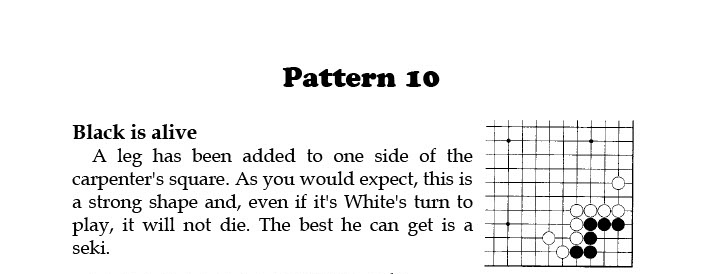 Pattern 10
Black is alive
A leg has been added to one side of the
carpenter's square. As you would expect, this is
a strong shape and, even if it's White's turn to
play, it will not die. The best he can get is a
seki.